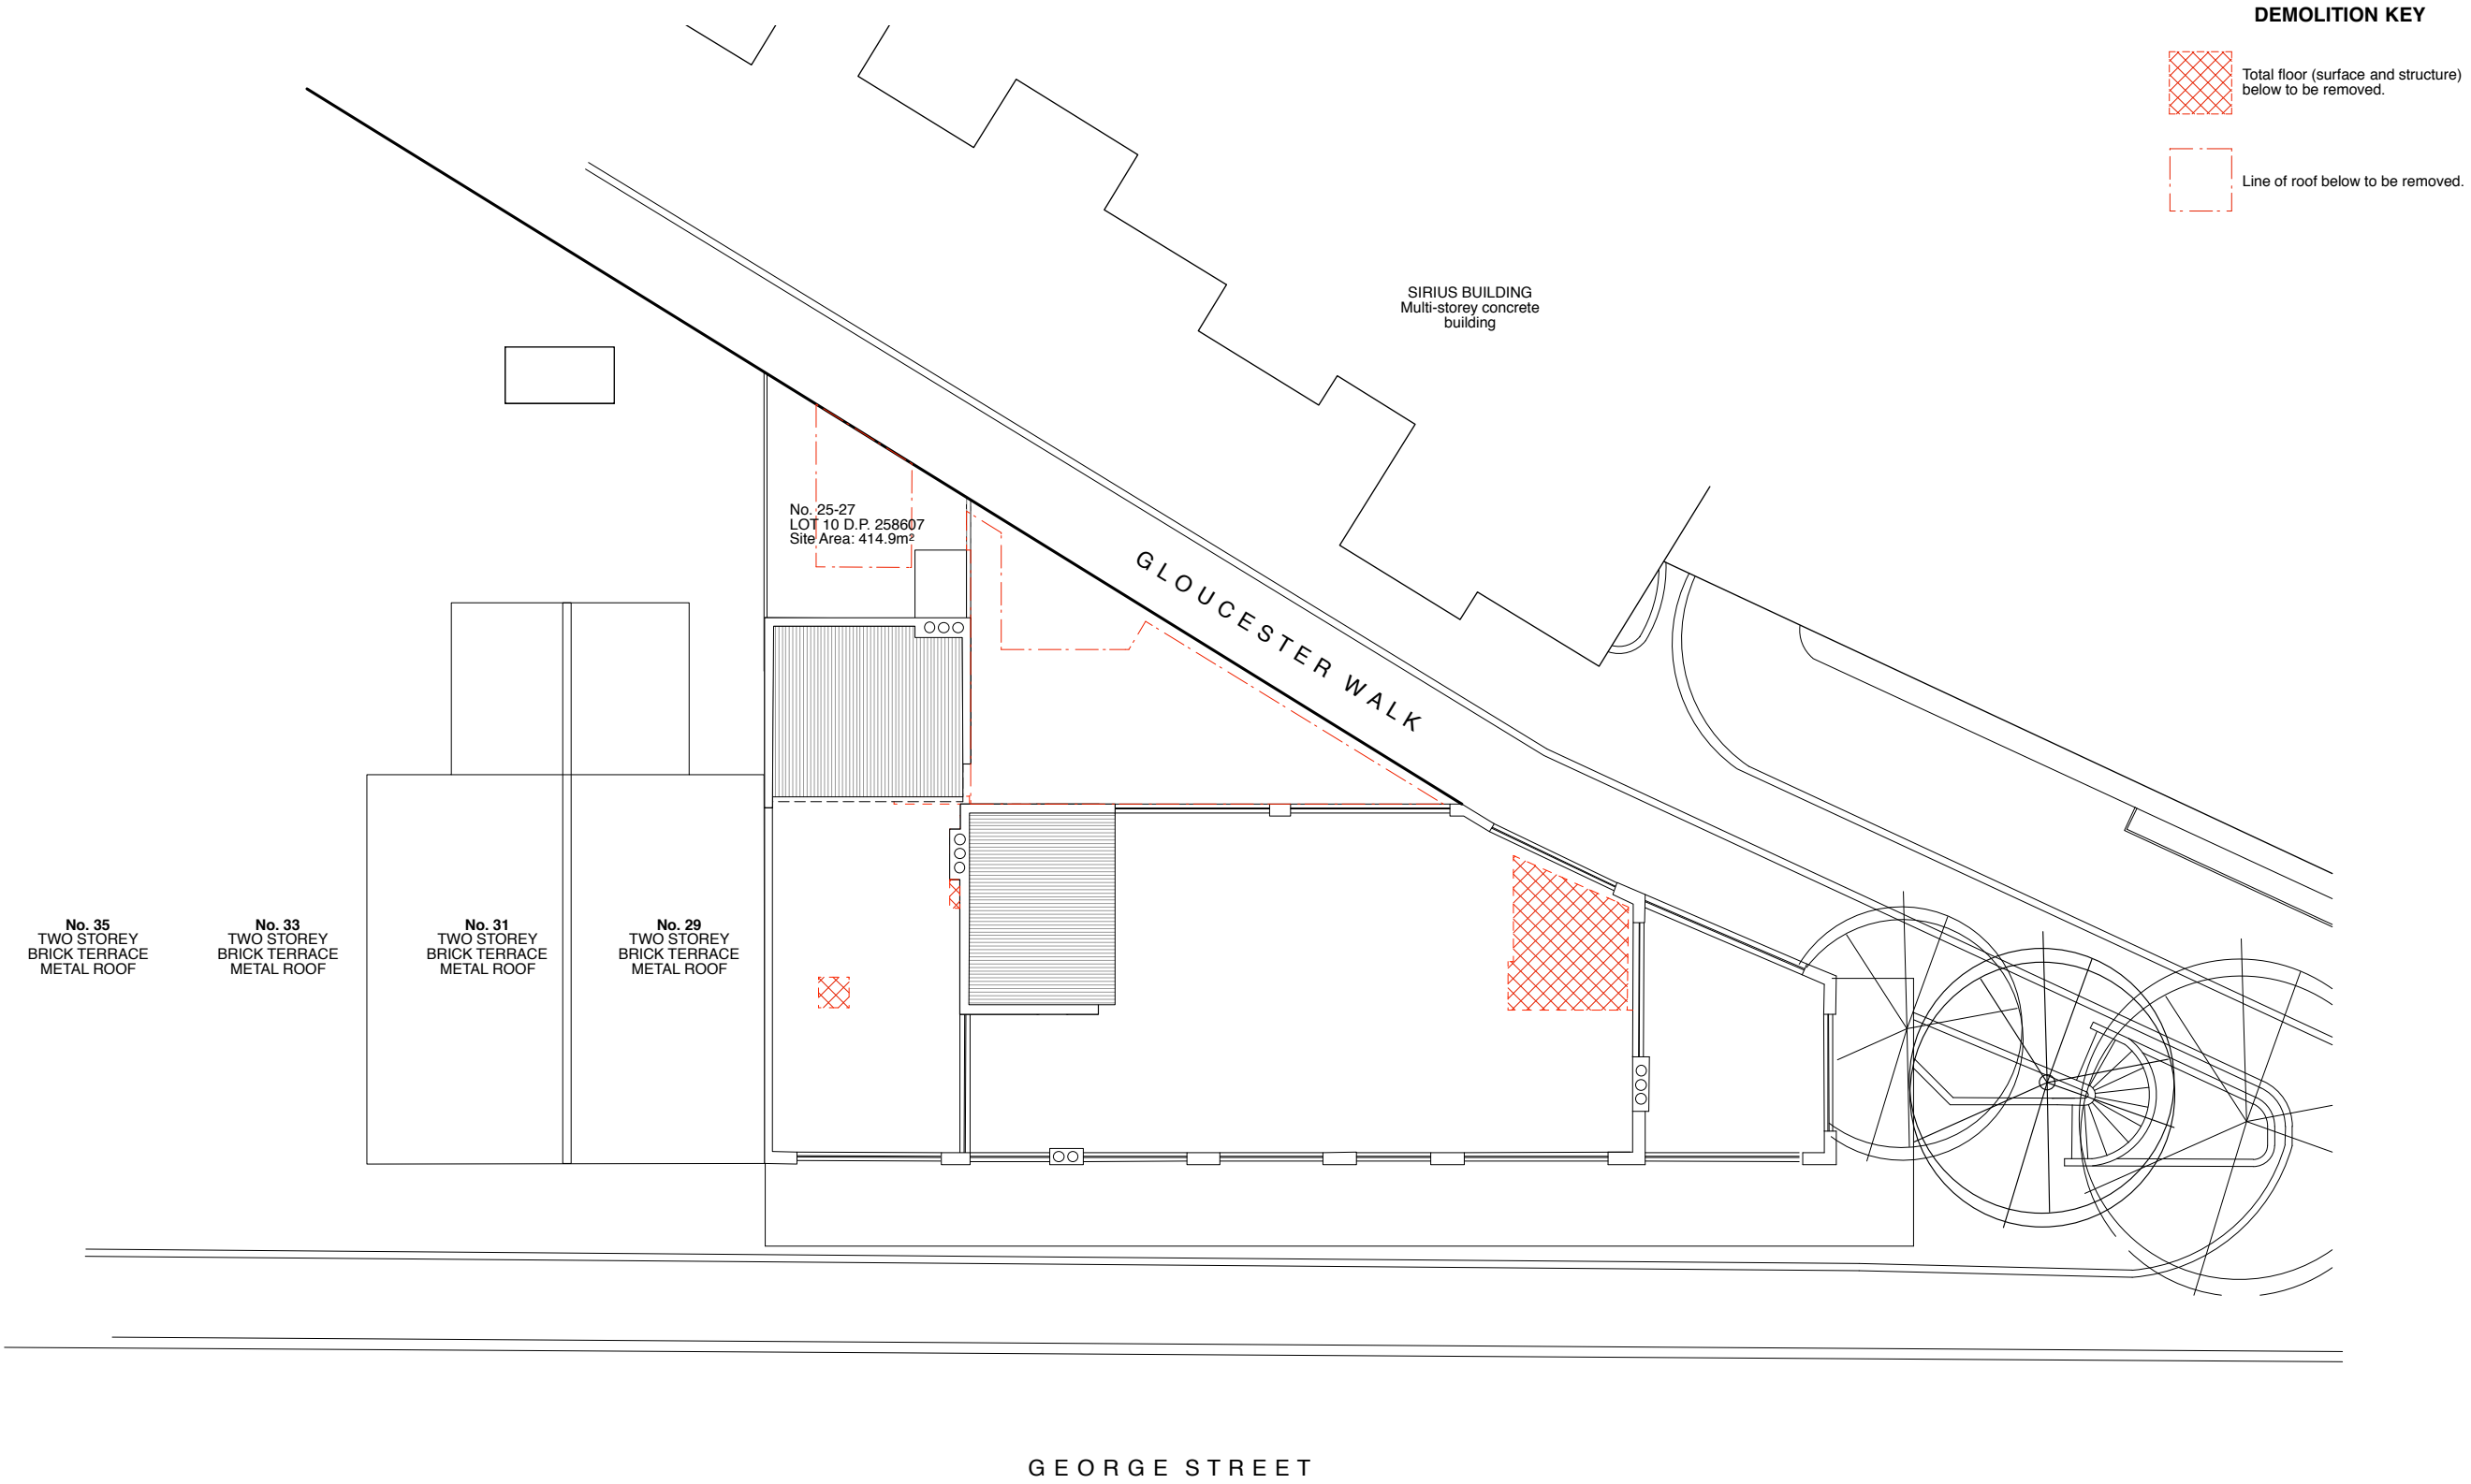 DEMOLITION KEY
Total floor (surface and structure)
below to be removed.
Line of roof below to be removed.
SIRIUS BUILDING
Multi-storey concrete
building
No. 25-27
LOT 10 D.P. 258607
Site Area: 414.9m²
GLOUCESTER WALK
No. 35
TWO STOREY
BRICK TERRACE
METAL ROOF
No. 33
TWO STOREY
BRICK TERRACE
METAL ROOF
No. 31
TWO STOREY
BRICK TERRACE
METAL ROOF
No. 29
TWO STOREY
BRICK TERRACE
METAL ROOF
GEORGE STREET